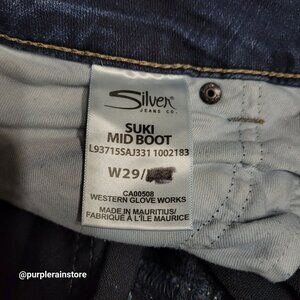 Silver
JEANS CO.
SUKI
MID BOOT
L93715SAJ331 1002183
W29/
CA00508
WESTERN GLOVE WORKS
MADE IN MAURITIUS/
FABRIQUÉ À L'ÎLE MAURICE
@purplerainstore